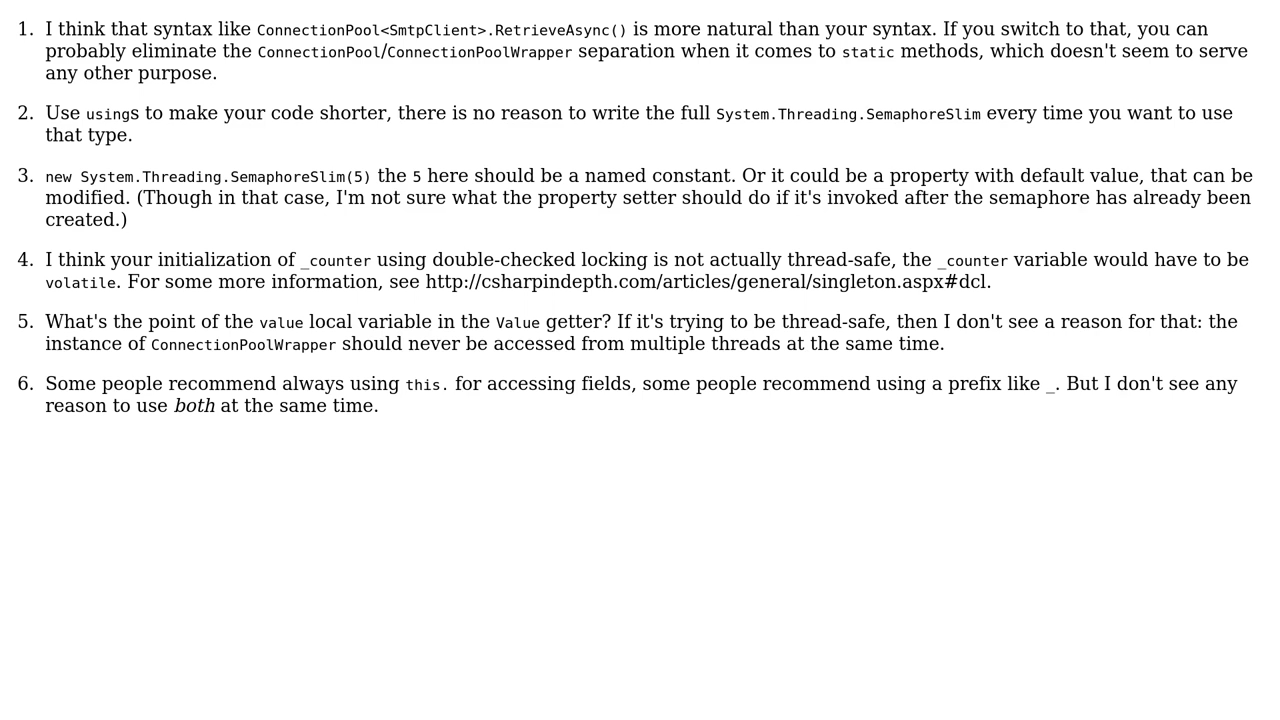 1. I think that syntax like ConnectionPool<SmtpClient>.RetrieveAsync() is more natural than your syntax. If you switch to that, you can
probably eliminate the ConnectionPool/ConnectionPoolWrapper separation when it comes to static methods, which doesn't seem to serve
any other purpose.
2. Use usings to make your code shorter, there is no reason to write the full System.Threading.SemaphoreSlim every time you want to use
that type.
3. new System.Threading.SemaphoreSlim(5) the 5 here should be a named constant. Or it could be a property with default value, that can be
modified. (Though in that case, I'm not sure what the property setter should do if it's invoked after the semaphore has already been
created.)
4. I think your initialization of _counter using double-checked locking is not actually thread-safe, the _counter variable would have to be
volatile. For some more information, see http://csharpindepth.com/articles/general/singleton.aspx#dcl.
5. What's the point of the value local variable in the Value getter? If it's trying to be thread-safe, then I don't see a reason for that: the
instance of ConnectionPoolWrapper should never be accessed from multiple threads at the same time.
6. Some people recommend always using this. for accessing fields, some people recommend using a prefix like _. But I don't see any
reason to use both at the same time.